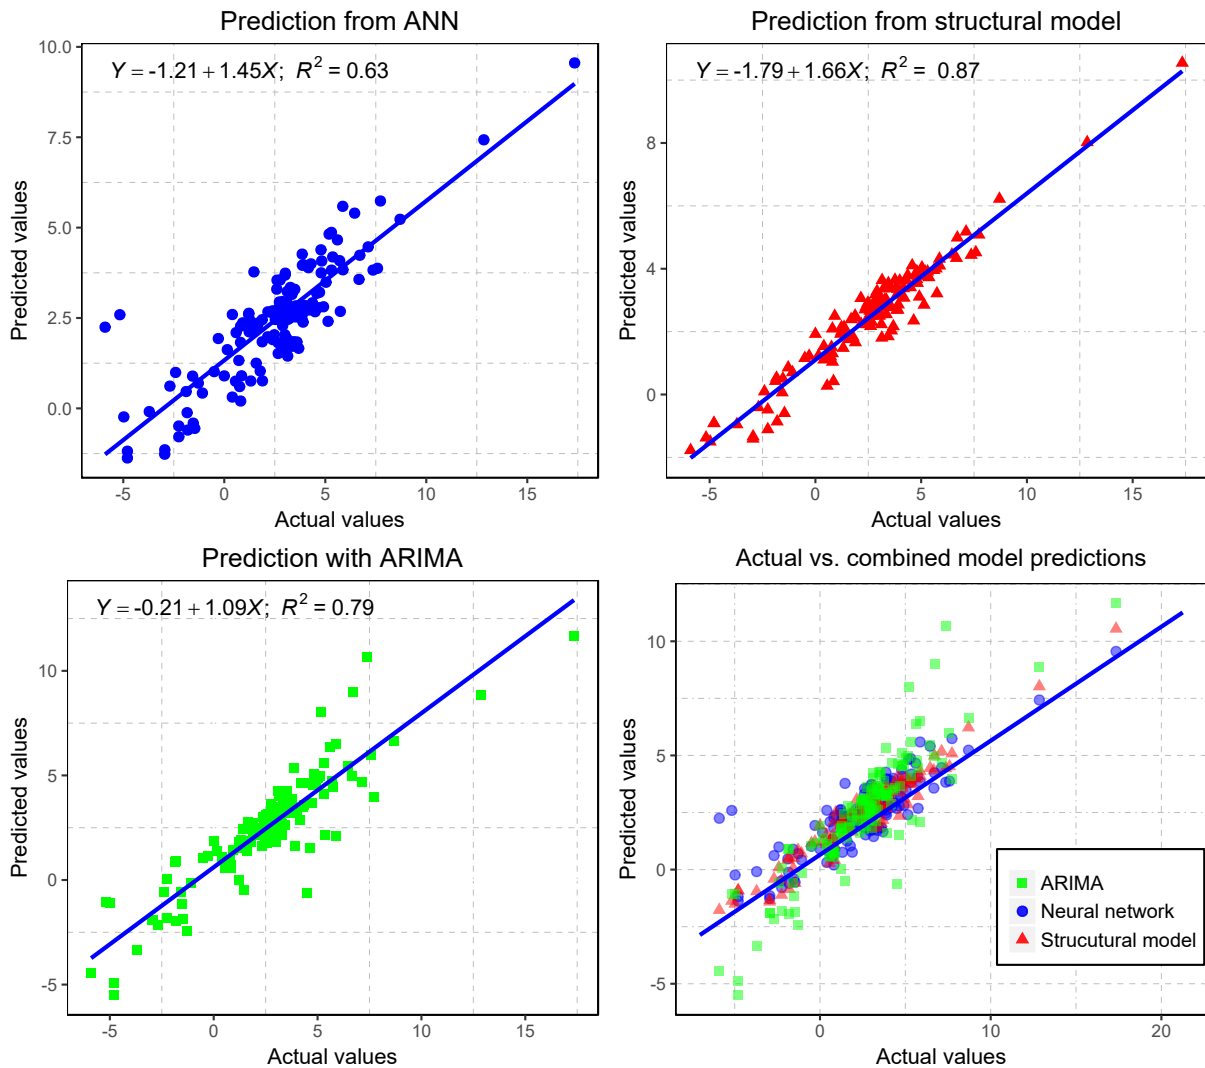 Prediction from ANN
Y = -1.21 + 1.45X; R² = 0.63
10.0
7.5
5.0
2.5
0.0
Predicted values
-5 0 5 10 15
Actual values
Prediction from structural model
Y = -1.79 + 1.66X; R² = 0.87
8
4
0
Predicted values
-5 0 5 10 15
Actual values
Prediction with ARIMA
Y = -0.21 + 1.09X; R² = 0.79
10
5
0
-5
Predicted values
-5 0 5 10 15
Actual values
Actual vs. combined model predictions
10
5
0
-5
Predicted values
ARIMA
Neural network
Strucutural model
0 10 20
Actual values